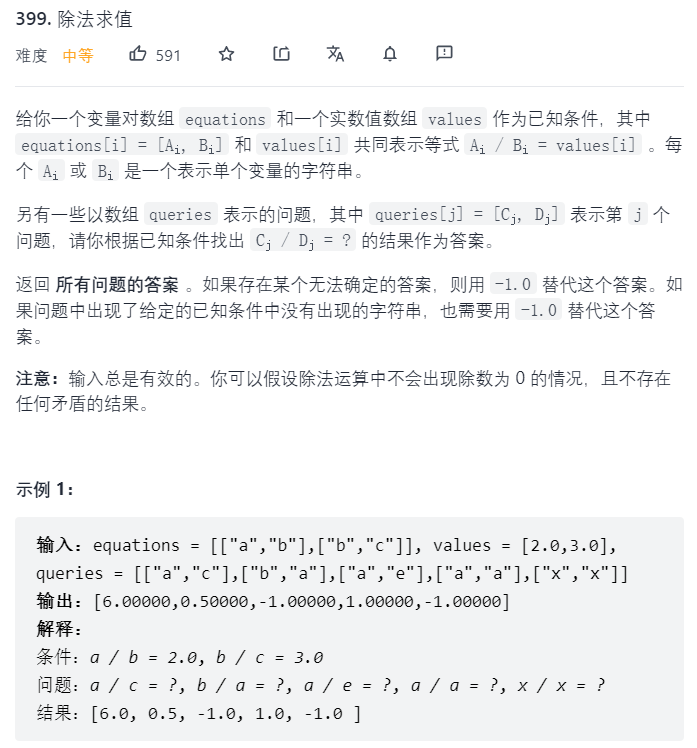 399. 除法求值
难度 中等 591
给你一个变量对数组 equations 和一个实数值数组 values 作为已知条件，其中
equations[i] = [Ai, Bi] 和 values[i] 共同表示等式 Ai / Bi = values[i] 。每
个 Ai 或 Bi 是一个表示单个变量的字符串。
另有一些以数组 queries 表示的问题，其中 queries[j] = [Cj, Dj] 表示第 j 个
问题，请你根据已知条件找出 Cj / Dj = ? 的结果作为答案。
返回 所有问题的答案 。如果存在某个无法确定的答案，则用 -1.0 替代这个答案。如
果问题中出现了给定的已知条件中没有出现的字符串，也需要用 -1.0 替代这个答
案。
注意：输入总是有效的。你可以假设除法运算中不会出现除数为 0 的情况，且不存在
任何矛盾的结果。
示例 1：
输入：equations = [["a","b"],["b","c"]], values = [2.0,3.0],
queries = [["a","c"],["b","a"],["a","e"],["a","a"],["x","x"]]
输出：[6.00000,0.50000,-1.00000,1.00000,-1.00000]
解释：
条件：a / b = 2.0, b / c = 3.0
问题：a / c = ?, b / a = ?, a / e = ?, a / a = ?, x / x = ?
结果：[6.0, 0.5, -1.0, 1.0, -1.0 ]